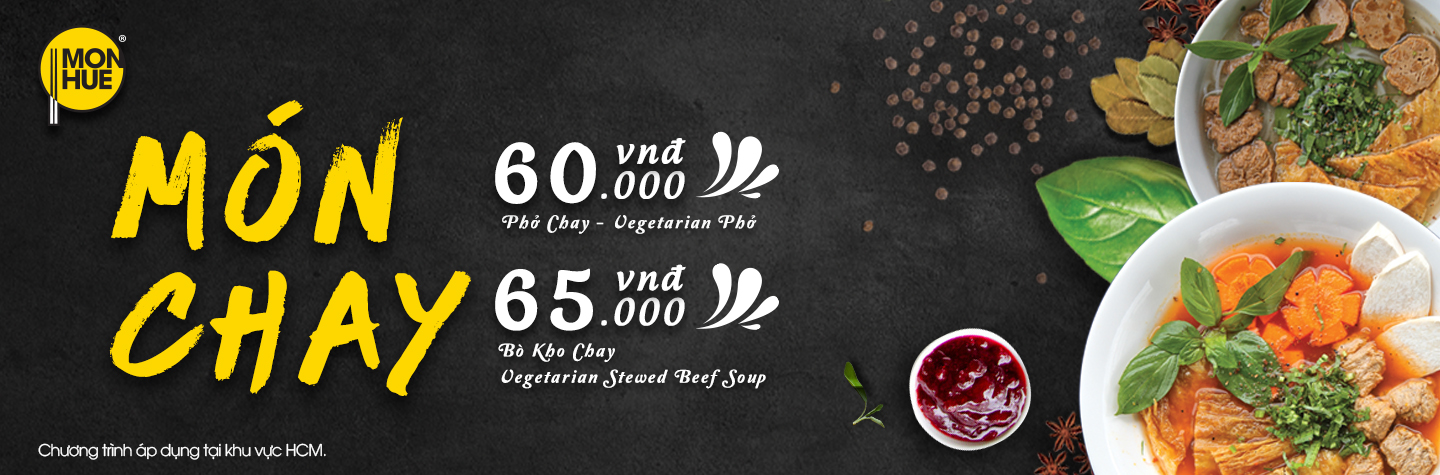 MON
HUE
®
MÓN
CHAY
60.000 vnđ
Phở Chay - Vegetarian Phở
65.000 vnđ
Bò Kho Chay
Vegetarian Stewed Beef Soup
Chương trình áp dụng tại khu vực HCM.